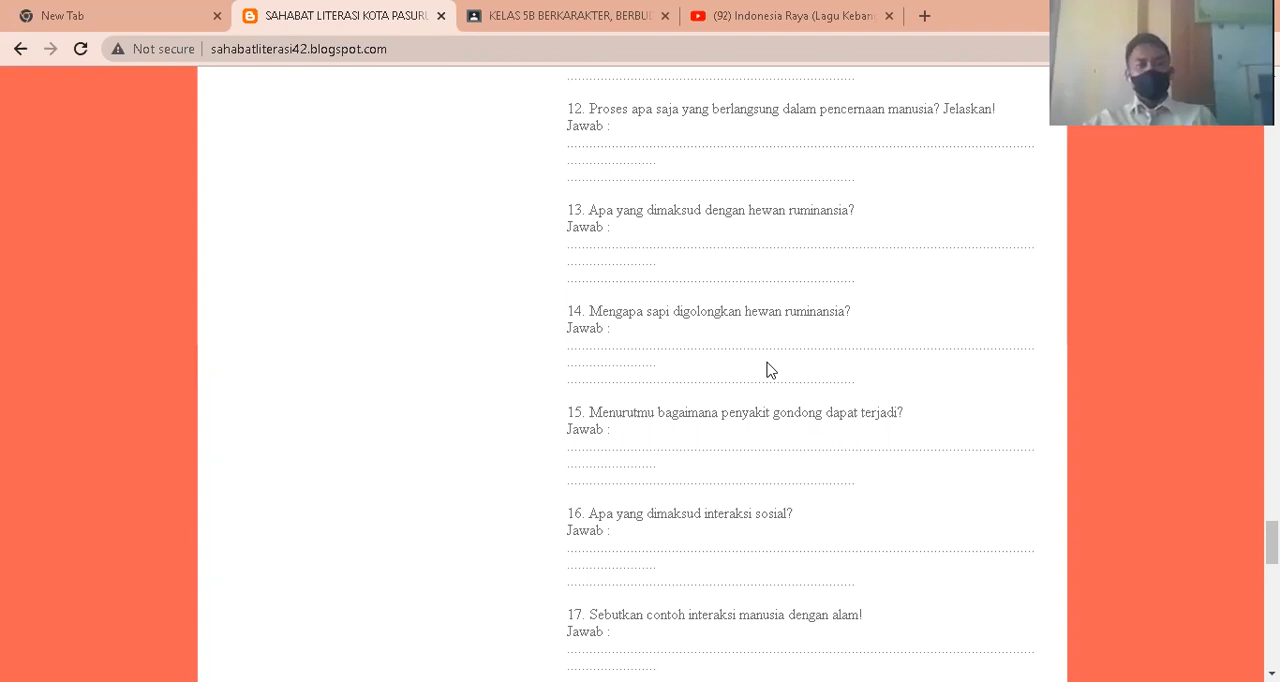 New Tab
SAHABAT LITERASI KOTA PASURU
KELAS 5B BERKARAKTER, BERBUD
(92) Indonesia Raya (Lagu Keban
Not secure
sahabatliterasi42.blogspot.com
12. Proses apa saja yang berlangsung dalam pencernaan manusia? Jelaskan!
Jawab :
13. Apa yang dimaksud dengan hewan ruminansia?
Jawab :
14. Mengapa sapi digolongkan hewan ruminansia?
Jawab :
15. Menurutmu bagaimana penyakit gondong dapat terjadi?
Jawab :
16. Apa yang dimaksud interaksi sosial?
Jawab :
17. Sebutkan contoh interaksi manusia dengan alam!
Jawab :